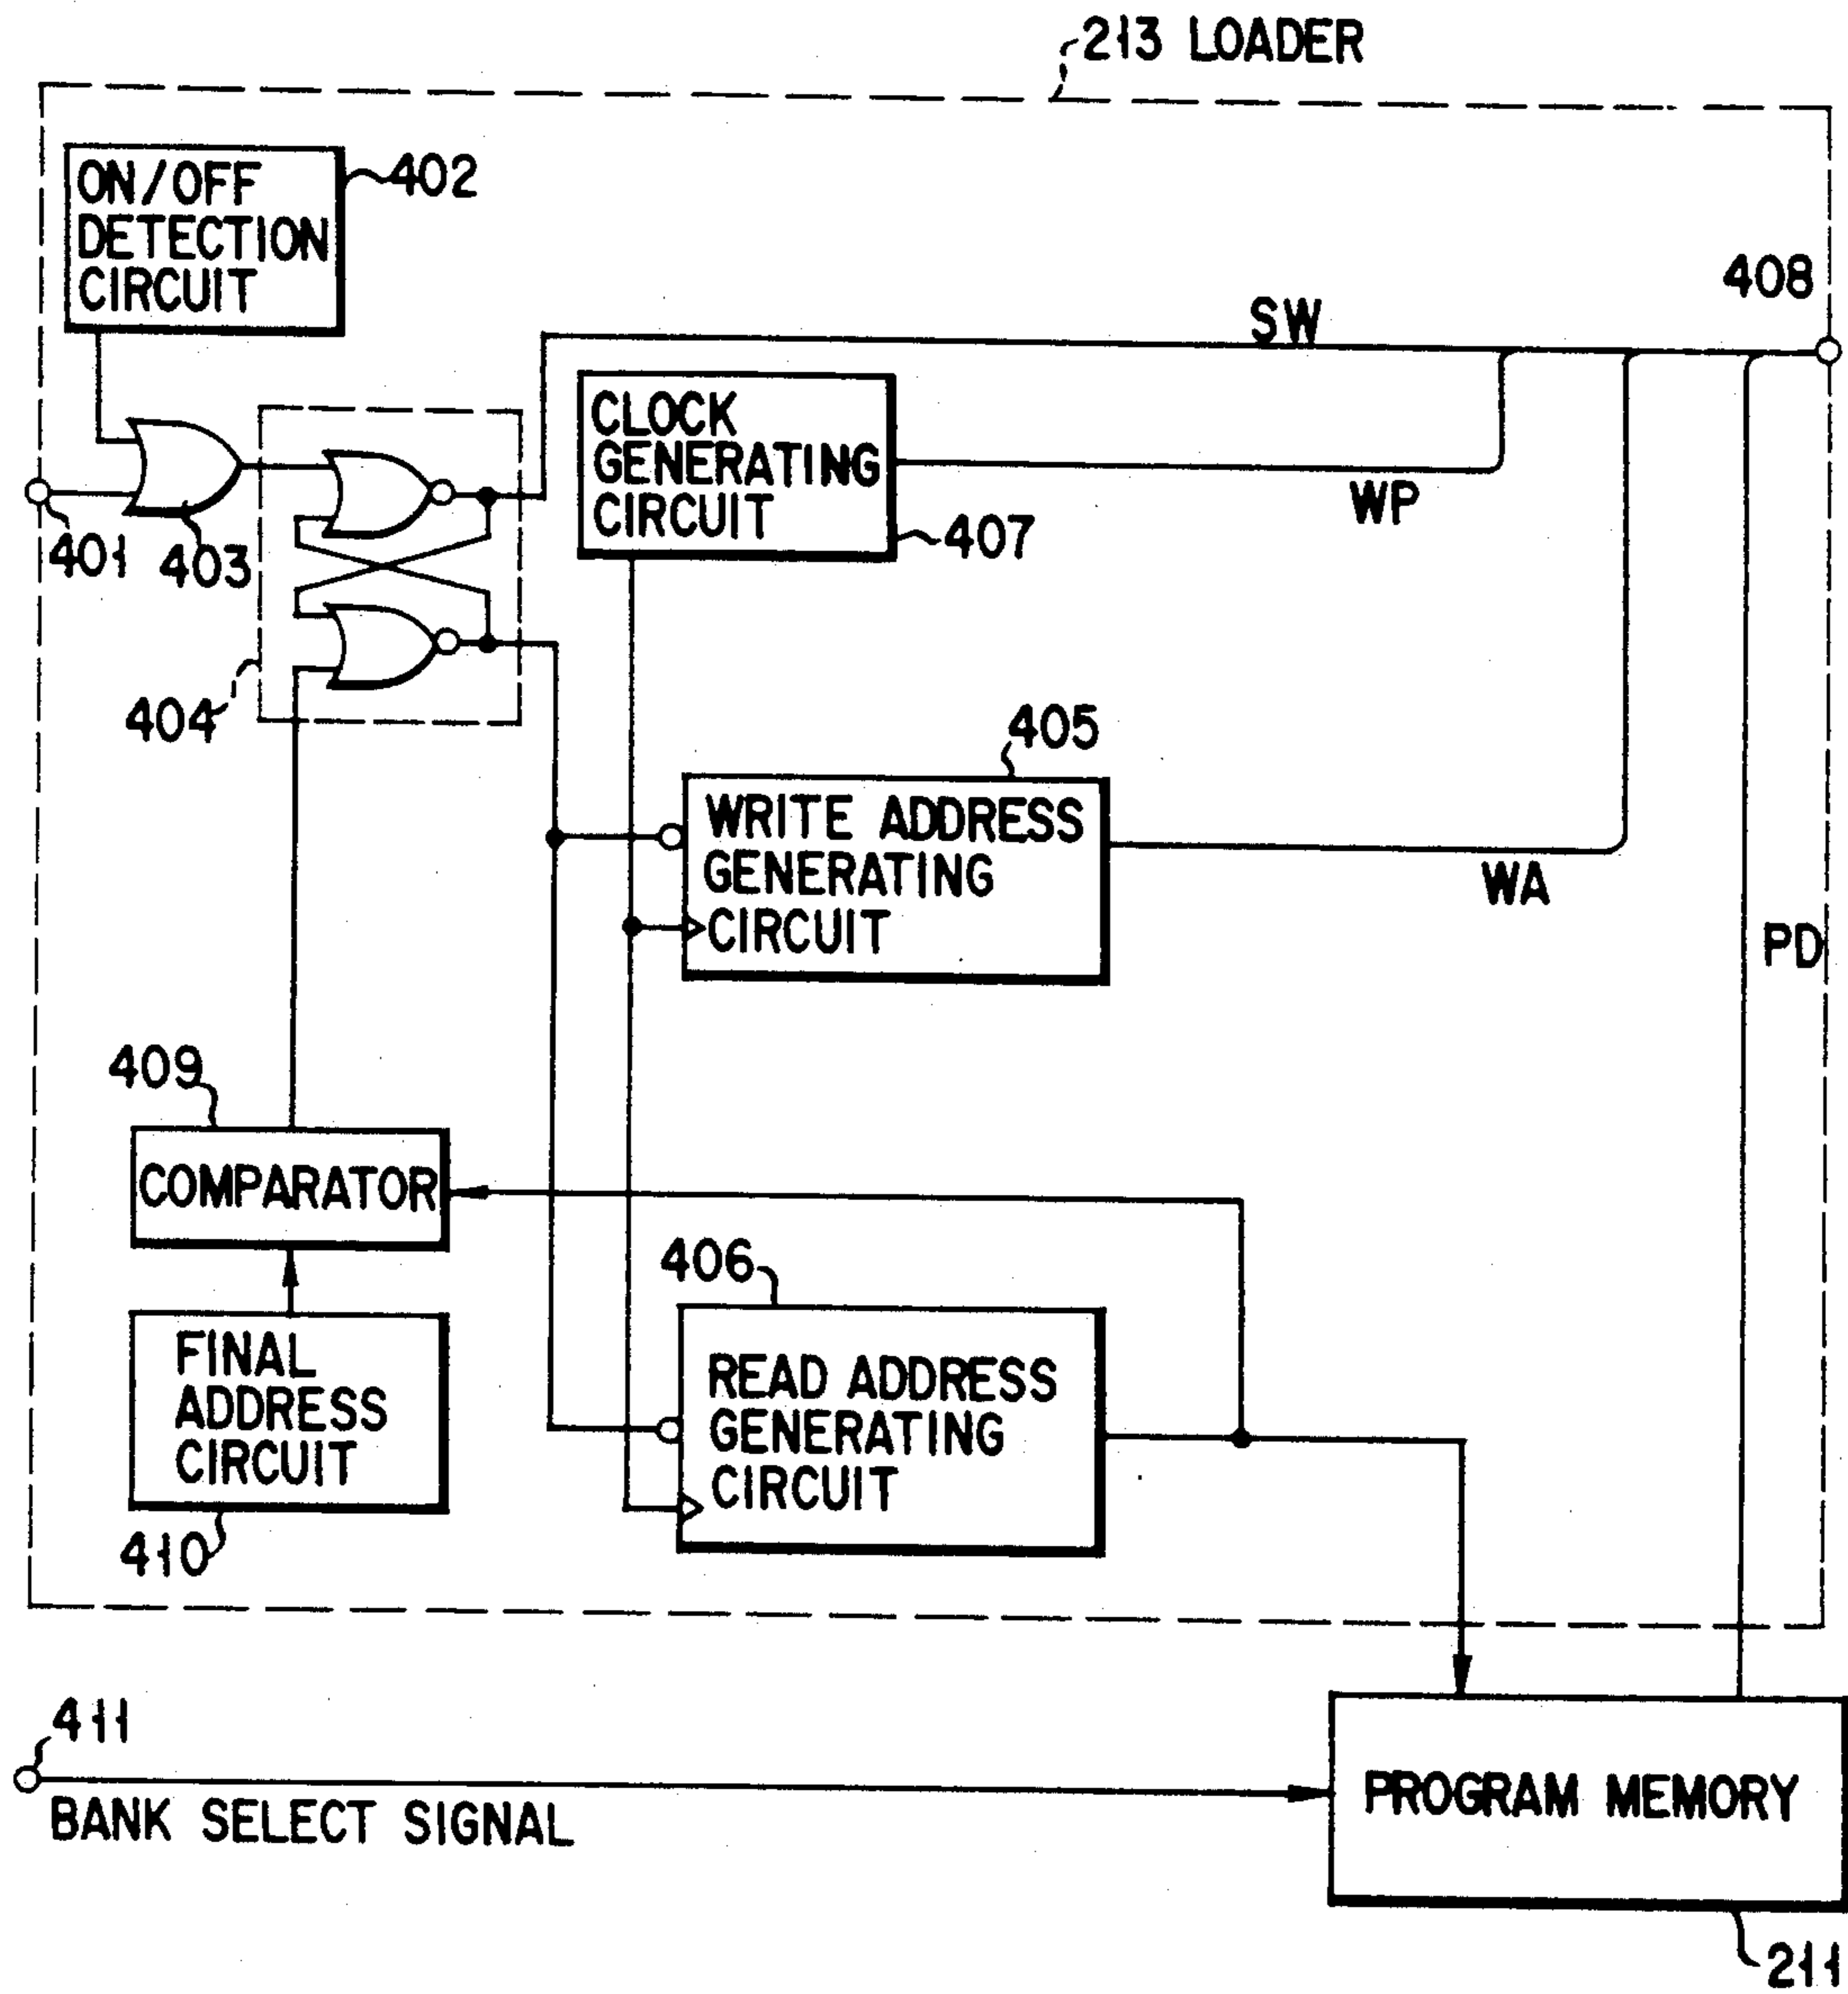 213 LOADER
ON/OFF
DETECTION
CIRCUIT
402
408
SW
CLOCK
GENERATING
CIRCUIT
WP
407
401
403
404
405
WRITE ADDRESS
GENERATING
CIRCUIT
WA
PD
409
COMPARATOR
406
FINAL
ADDRESS
CIRCUIT
READ ADDRESS
GENERATING
CIRCUIT
410
411
BANK SELECT SIGNAL
PROGRAM MEMORY
211